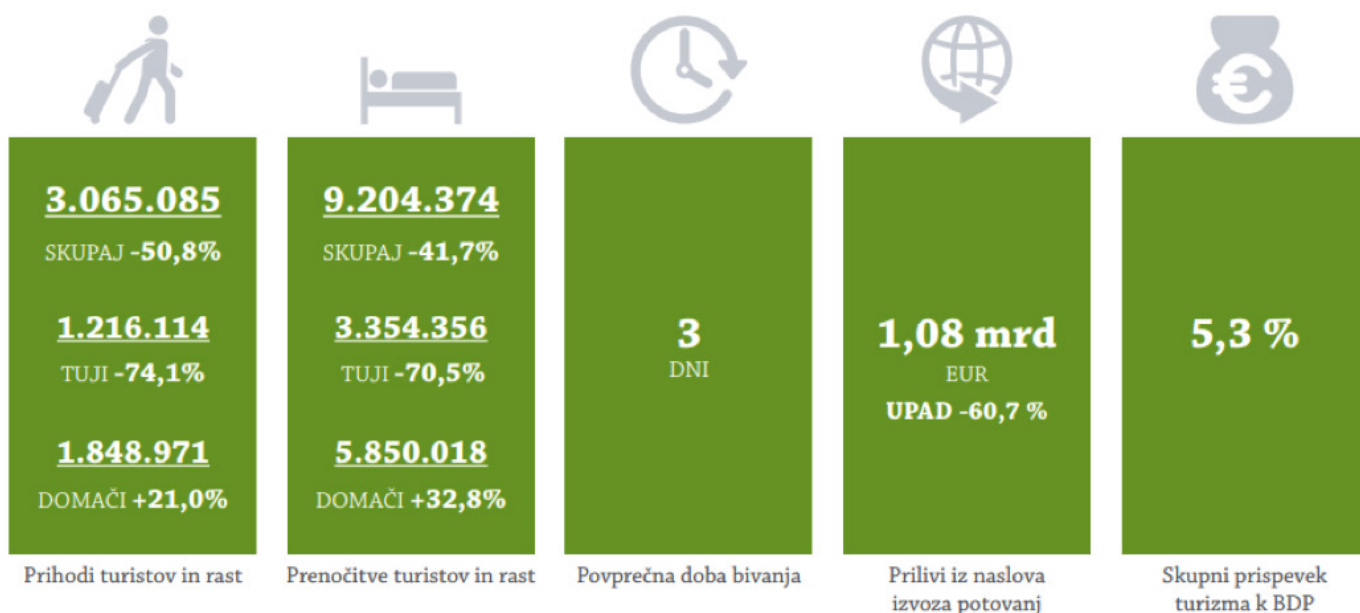 3.065.085
SKUPAJ -50,8%
1.216.114
TUJI -74,1%
1.848.971
DOMAČI +21,0%
Prihodi turistov in rast
9.204.374
SKUPAJ -41,7%
3.354.356
TUJI -70,5%
5.850.018
DOMAČI +32,8%
Prenočitve turistov in rast
3
DNI
Povprečna doba bivanja
1,08 mrd
EUR
UPAD -60,7 %
Prilivi iz naslova
izvoza potovanj
5,3 %
Skupni prispevek
turizma k BDP